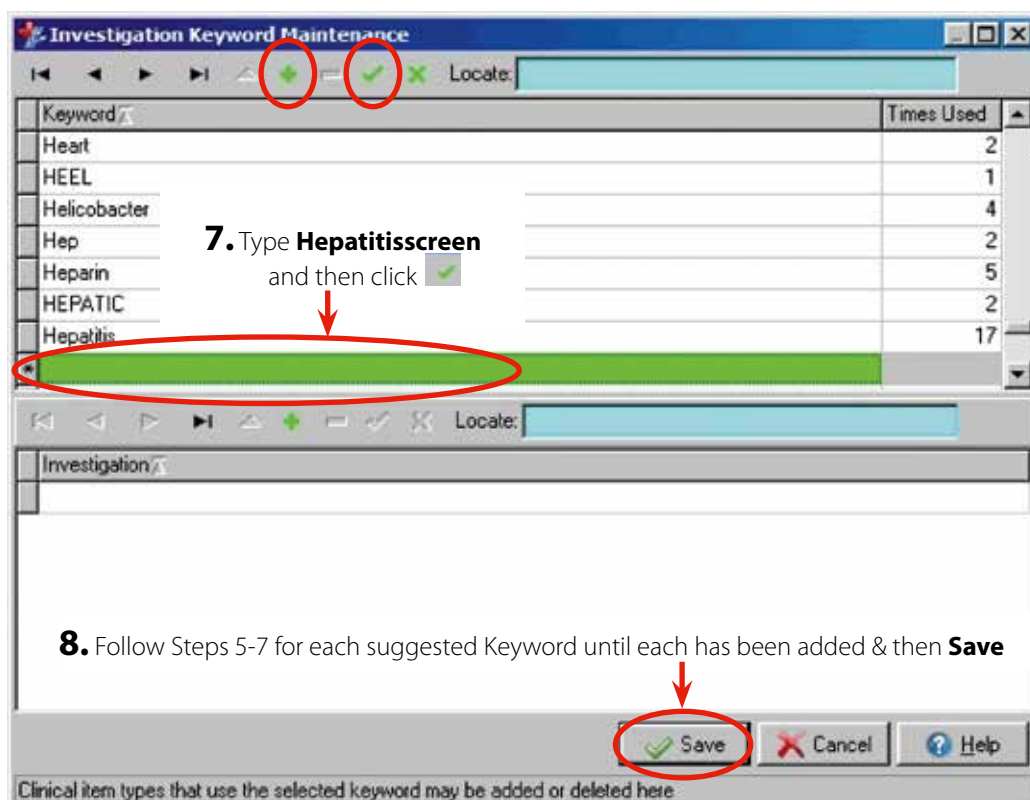 Investigation Keyword Maintenance
Locate:
Keyword Times Used
Heart 2
HEEL 1
Helicobacter 4
Hep 2
Heparin 5
HEPATIC 2
Hepatitis 17
7. Type Hepatitisscreen
and then click
*
Locate:
Investigation
8. Follow Steps 5-7 for each suggested Keyword until each has been added & then Save
Save Cancel Help
Clinical item types that use the selected keyword may be added or deleted here